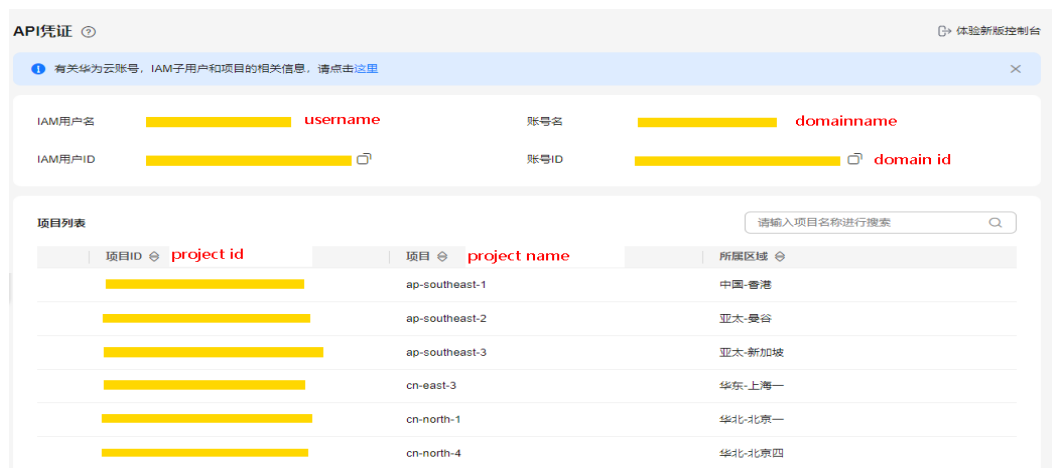 API凭证
体验新版控制台
有关华为云账号，IAM子用户和项目的相关信息，请点击这里
IAM用户名 username 账号名 domainname
IAM用户ID 账号ID domain id
项目列表 请输入项目名称进行搜索
项目ID project id 项目 project name 所属区域
ap-southeast-1 中国-香港
ap-southeast-2 亚太-曼谷
ap-southeast-3 亚太-新加坡
cn-east-3 华东-上海一
cn-north-1 华北-北京一
cn-north-4 华北-北京四